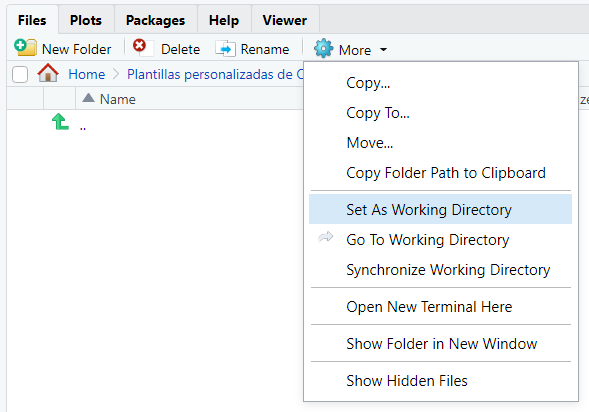 Files Plots Packages Help Viewer
New Folder Delete Rename More
Home Plantillas personalizadas de
Name
..
Copy...
Copy To...
Move...
Copy Folder Path to Clipboard
Set As Working Directory
Go To Working Directory
Synchronize Working Directory
Open New Terminal Here
Show Folder in New Window
Show Hidden Files